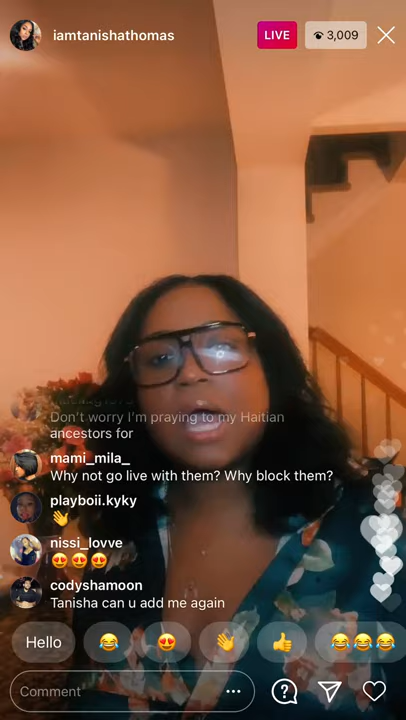 iamtanishathomas
LIVE
3,009
Don't worry I'm praying to my Haitian
ancestors for
mami_mila_
Why not go live with them? Why block them?
playboii.kyky
👋
nissi_lovve
😍😍😍
codyshamoon
Tanisha can u add me again
Hello 😂 😍 👋 👍 😂😂😂
Comment